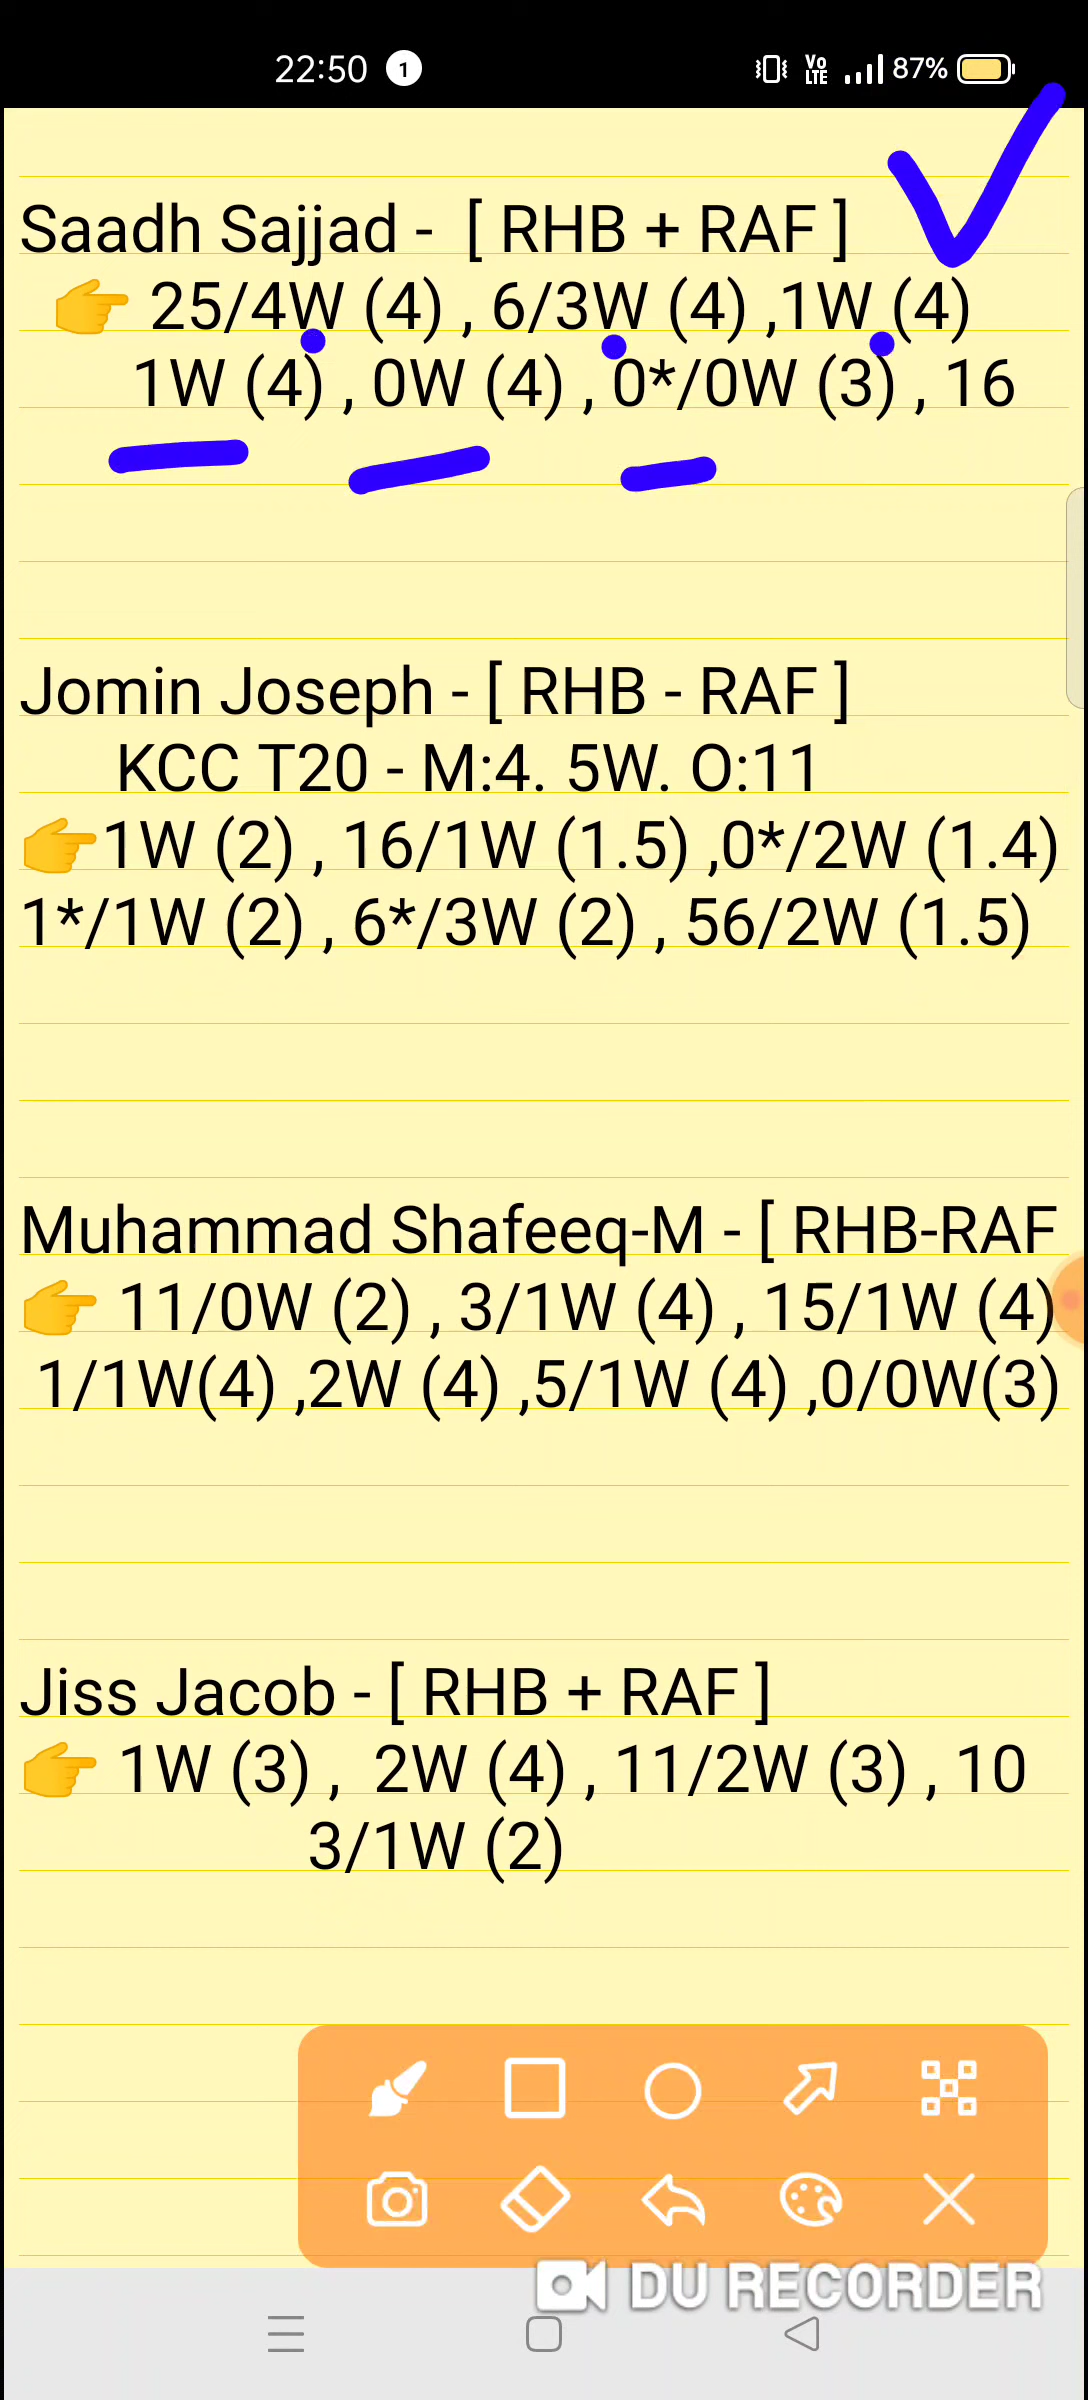 22:50 1 Vo LTE 87%
Saadh Sajjad - [ RHB + RAF ]
👉 25/4W (4) , 6/3W (4) ,1W (4)
1W (4) , 0W (4) , 0*/0W (3) , 16
Jomin Joseph - [ RHB - RAF ]
KCC T20 - M:4. 5W. O:11
👉1W (2) , 16/1W (1.5) ,0*/2W (1.4)
1*/1W (2) , 6*/3W (2) , 56/2W (1.5)
Muhammad Shafeeq-M - [ RHB-RAF
👉 11/0W (2) , 3/1W (4) , 15/1W (4)
1/1W(4) ,2W (4) ,5/1W (4) ,0/0W(3)
Jiss Jacob - [ RHB + RAF ]
👉 1W (3) , 2W (4) , 11/2W (3) , 10
3/1W (2)
DU RECORDER